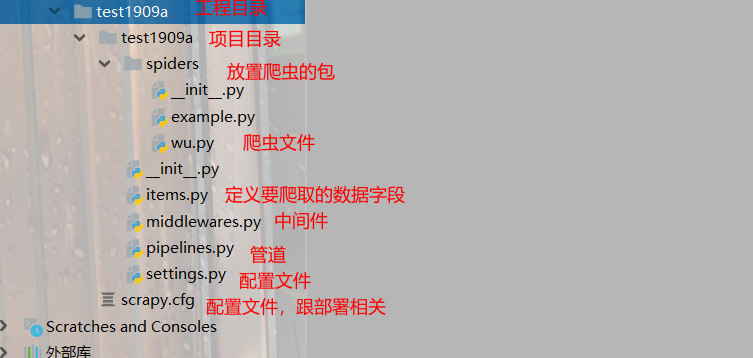 test1909a 工程目录
test1909a 项目目录
spiders 放置爬虫的包
__init__.py
example.py
wu.py 爬虫文件
__init__.py
items.py 定义要爬取的数据字段
middlewares.py 中间件
pipelines.py 管道
settings.py 配置文件
scrapy.cfg 配置文件，跟部署相关
Scratches and Consoles
外部库